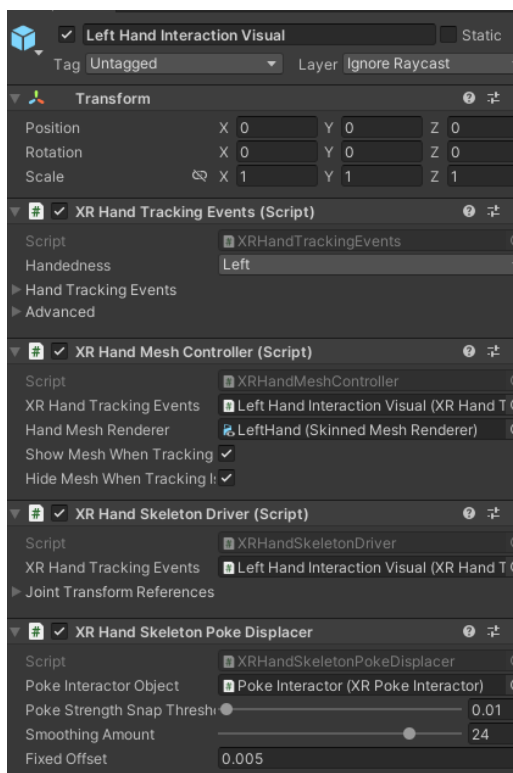 Left Hand Interaction Visual Static
Tag Untagged Layer Ignore Raycast
Transform
Position X 0 Y 0 Z 0
Rotation X 0 Y 0 Z 0
Scale X 1 Y 1 Z 1
# XR Hand Tracking Events (Script)
Script # XRHandTrackingEvents
Handedness Left
Hand Tracking Events
Advanced
# XR Hand Mesh Controller (Script)
Script # XRHandMeshController
XR Hand Tracking Events # Left Hand Interaction Visual (XR Hand T
Hand Mesh Renderer LeftHand (Skinned Mesh Renderer)
Show Mesh When Tracking
Hide Mesh When Tracking I
# XR Hand Skeleton Driver (Script)
Script # XRHandSkeletonDriver
XR Hand Tracking Events # Left Hand Interaction Visual (XR Hand T
Joint Transform References
# XR Hand Skeleton Poke Displacer
Script # XRHandSkeletonPokeDisplacer
Poke Interactor Object # Poke Interactor (XR Poke Interactor)
Poke Strength Snap Thresh 0.01
Smoothing Amount 24
Fixed Offset 0.005